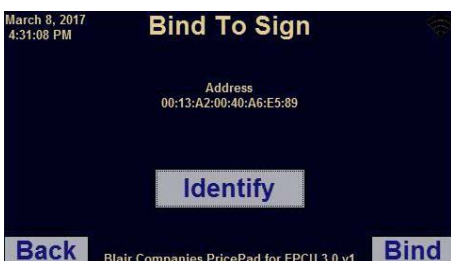 March 8, 2017
4:31:08 PM
Bind To Sign
Address
00:13:A2:00:40:A6:E5:89
Identify
Back
Blair Companies PricePad for EPCU 3.0 v1
Bind